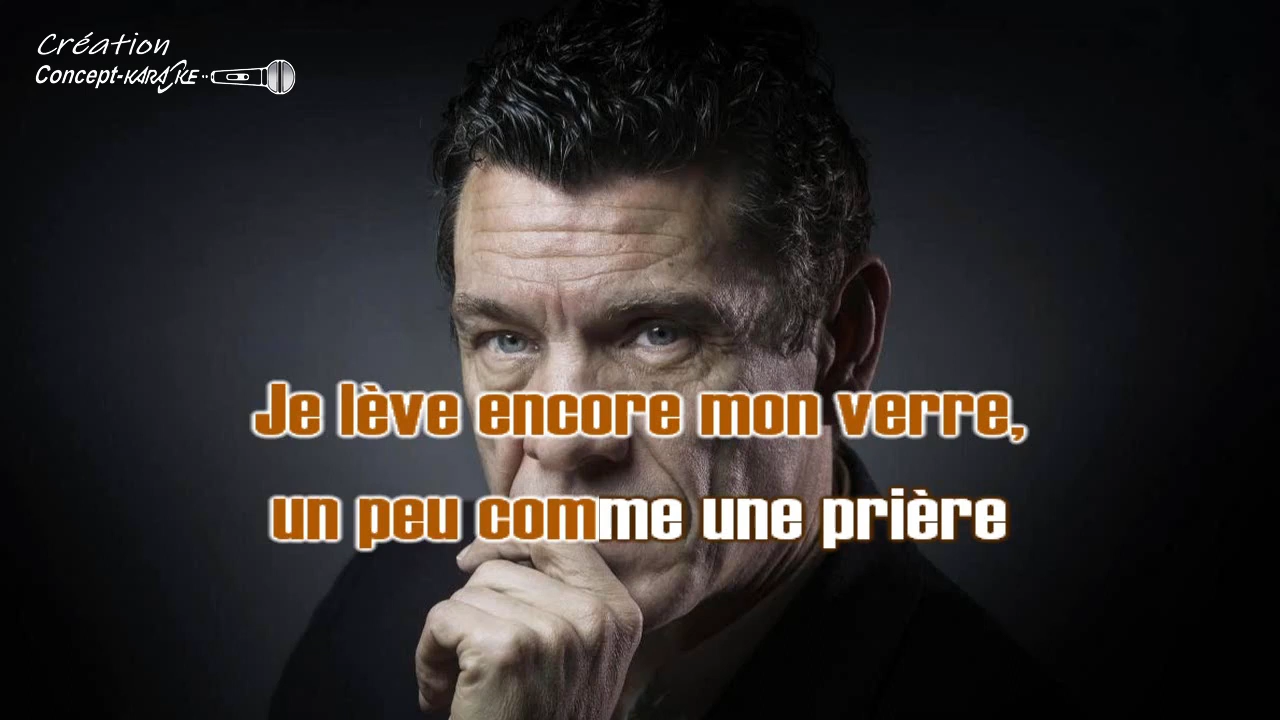 Création
Concept-KARAOKE
Je lève encore mon verre,
un peu comme une prière